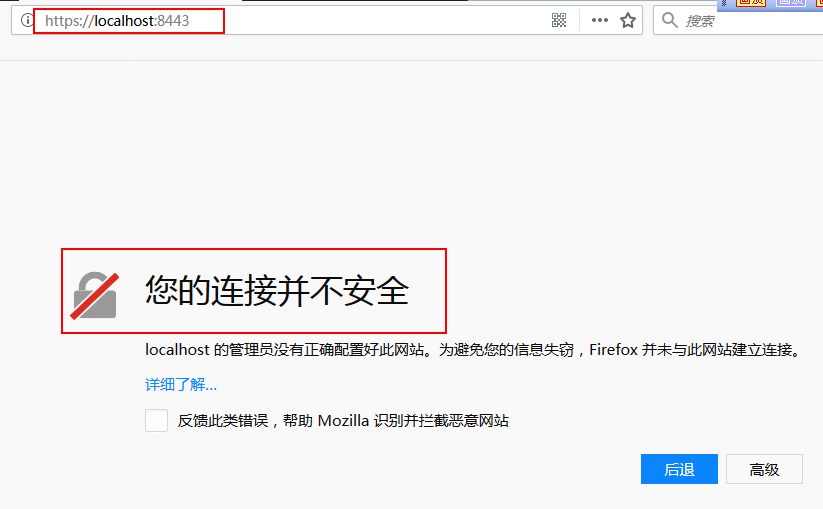 https://localhost:8443
搜索
您的连接并不安全
localhost 的管理员没有正确配置好此网站。为避免您的信息失窃，Firefox 并未与此网站建立连接。
详细了解...
反馈此类错误，帮助 Mozilla 识别并拦截恶意网站
后退
高级